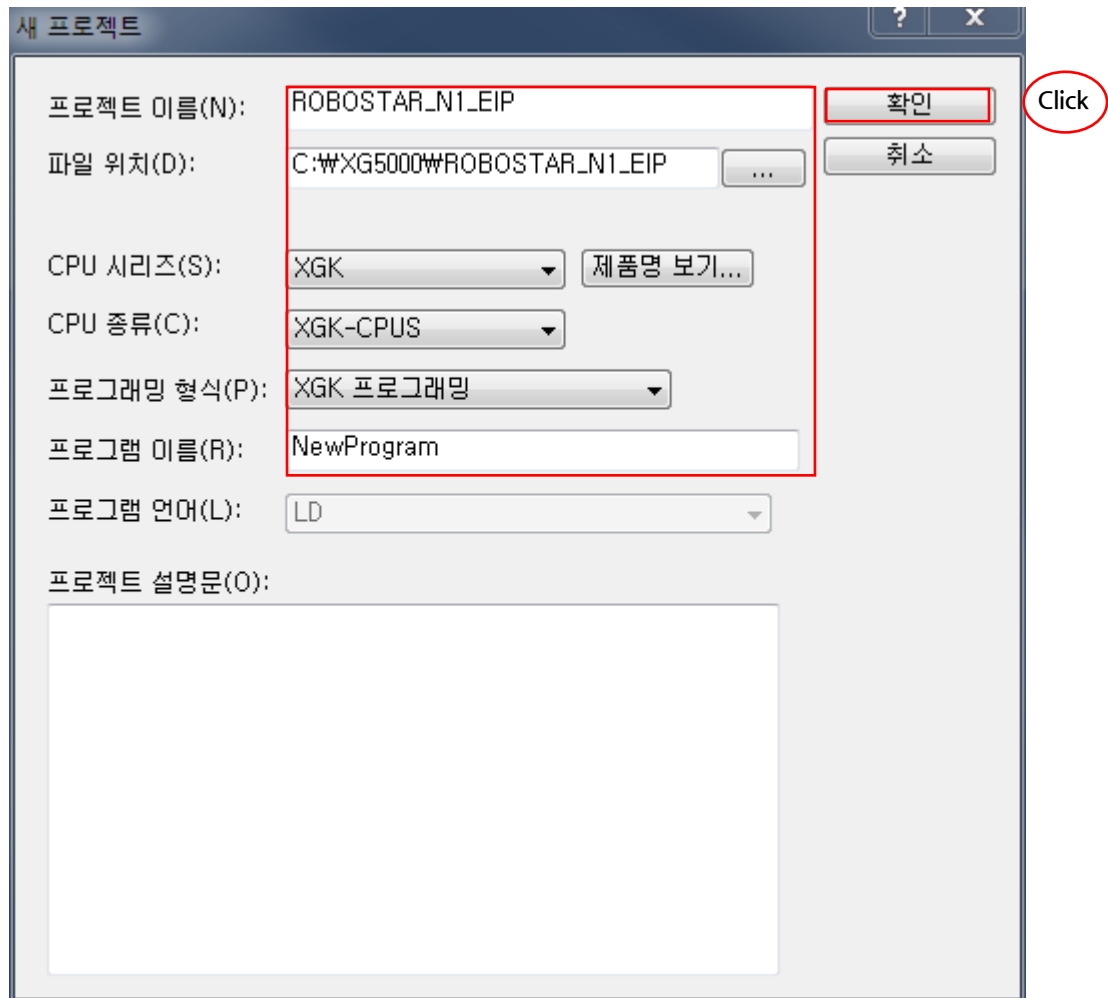 새 프로젝트
? x
프로젝트 이름(N): ROBOSTAR_N1_EIP 확인 Click
파일 위치(D): C:₩XG5000₩ROBOSTAR_N1_EIP ... 취소
CPU 시리즈(S): XGK 제품명 보기...
CPU 종류(C): XGK-CPUS
프로그래밍 형식(P): XGK 프로그래밍
프로그램 이름(R): NewProgram
프로그램 언어(L): LD
프로젝트 설명문(O):